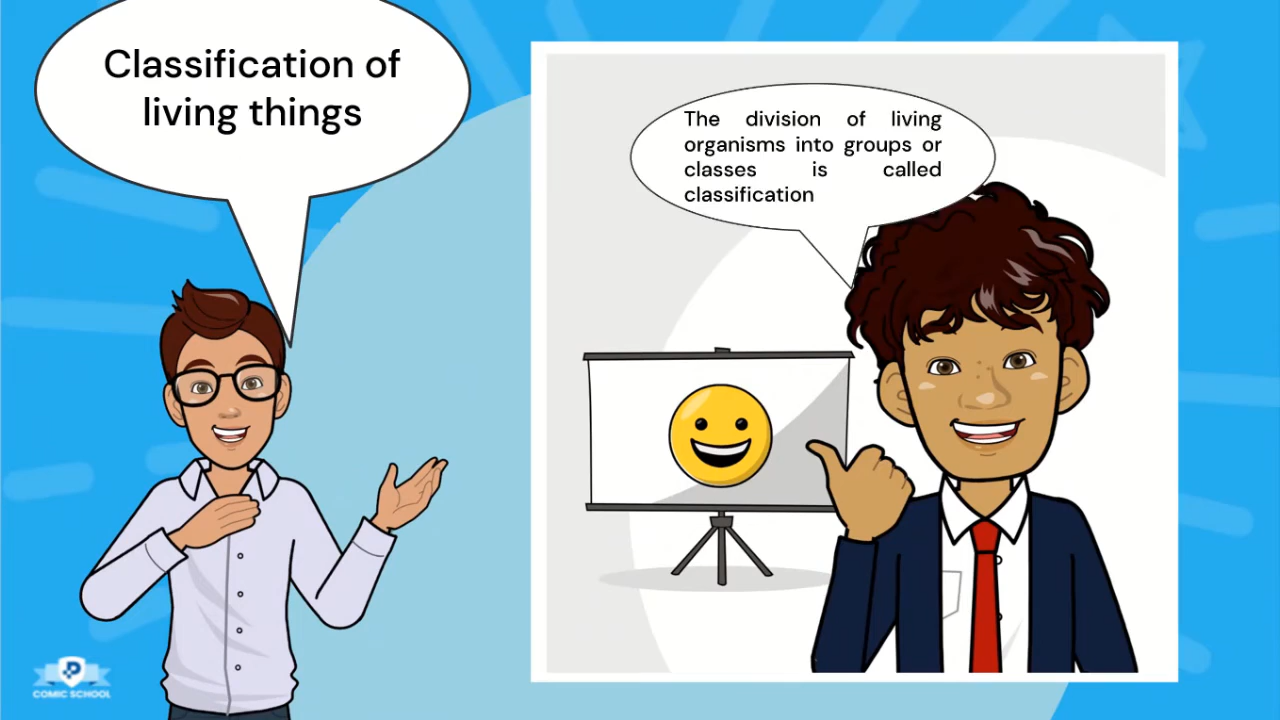 Classification of
living things
The division of living
organisms into groups or
classes is called
classification
COMIC SCHOOL